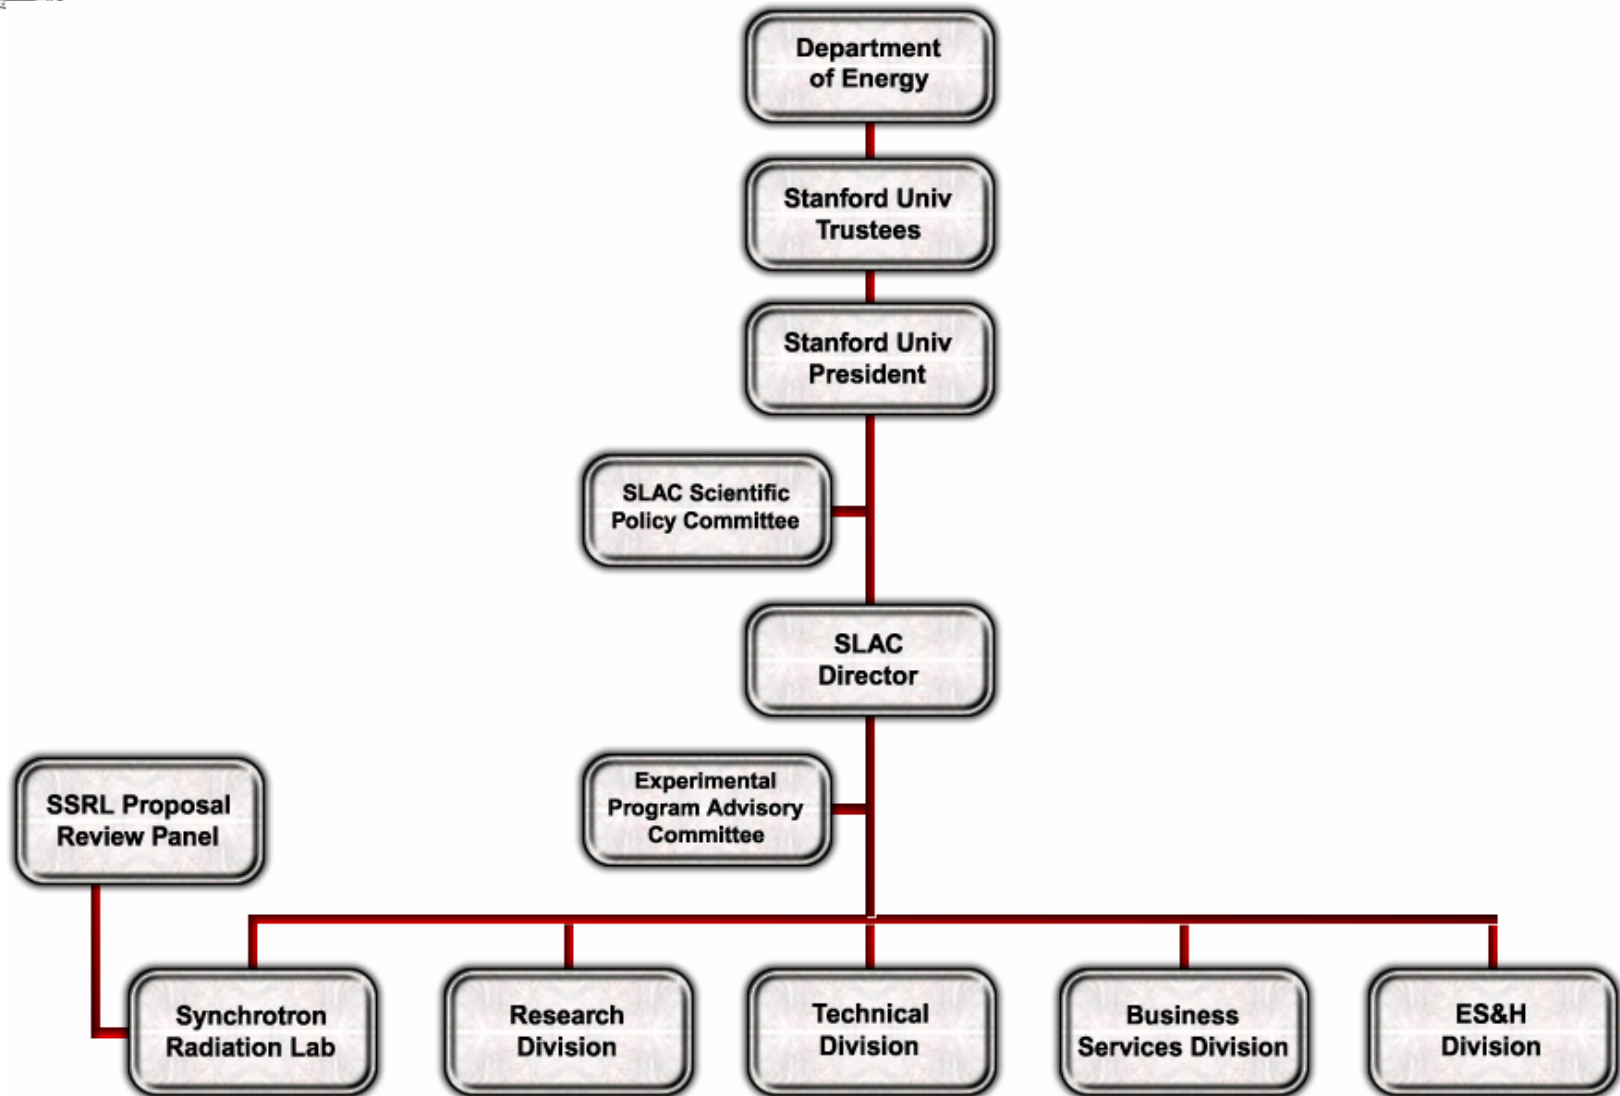 Department
of Energy
Stanford Univ
Trustees
Stanford Univ
President
SLAC Scientific
Policy Committee
SLAC
Director
Experimental
Program Advisory
Committee
SSRL Proposal
Review Panel
Synchrotron
Radiation Lab
Research
Division
Technical
Division
Business
Services Division
ES&H
Division